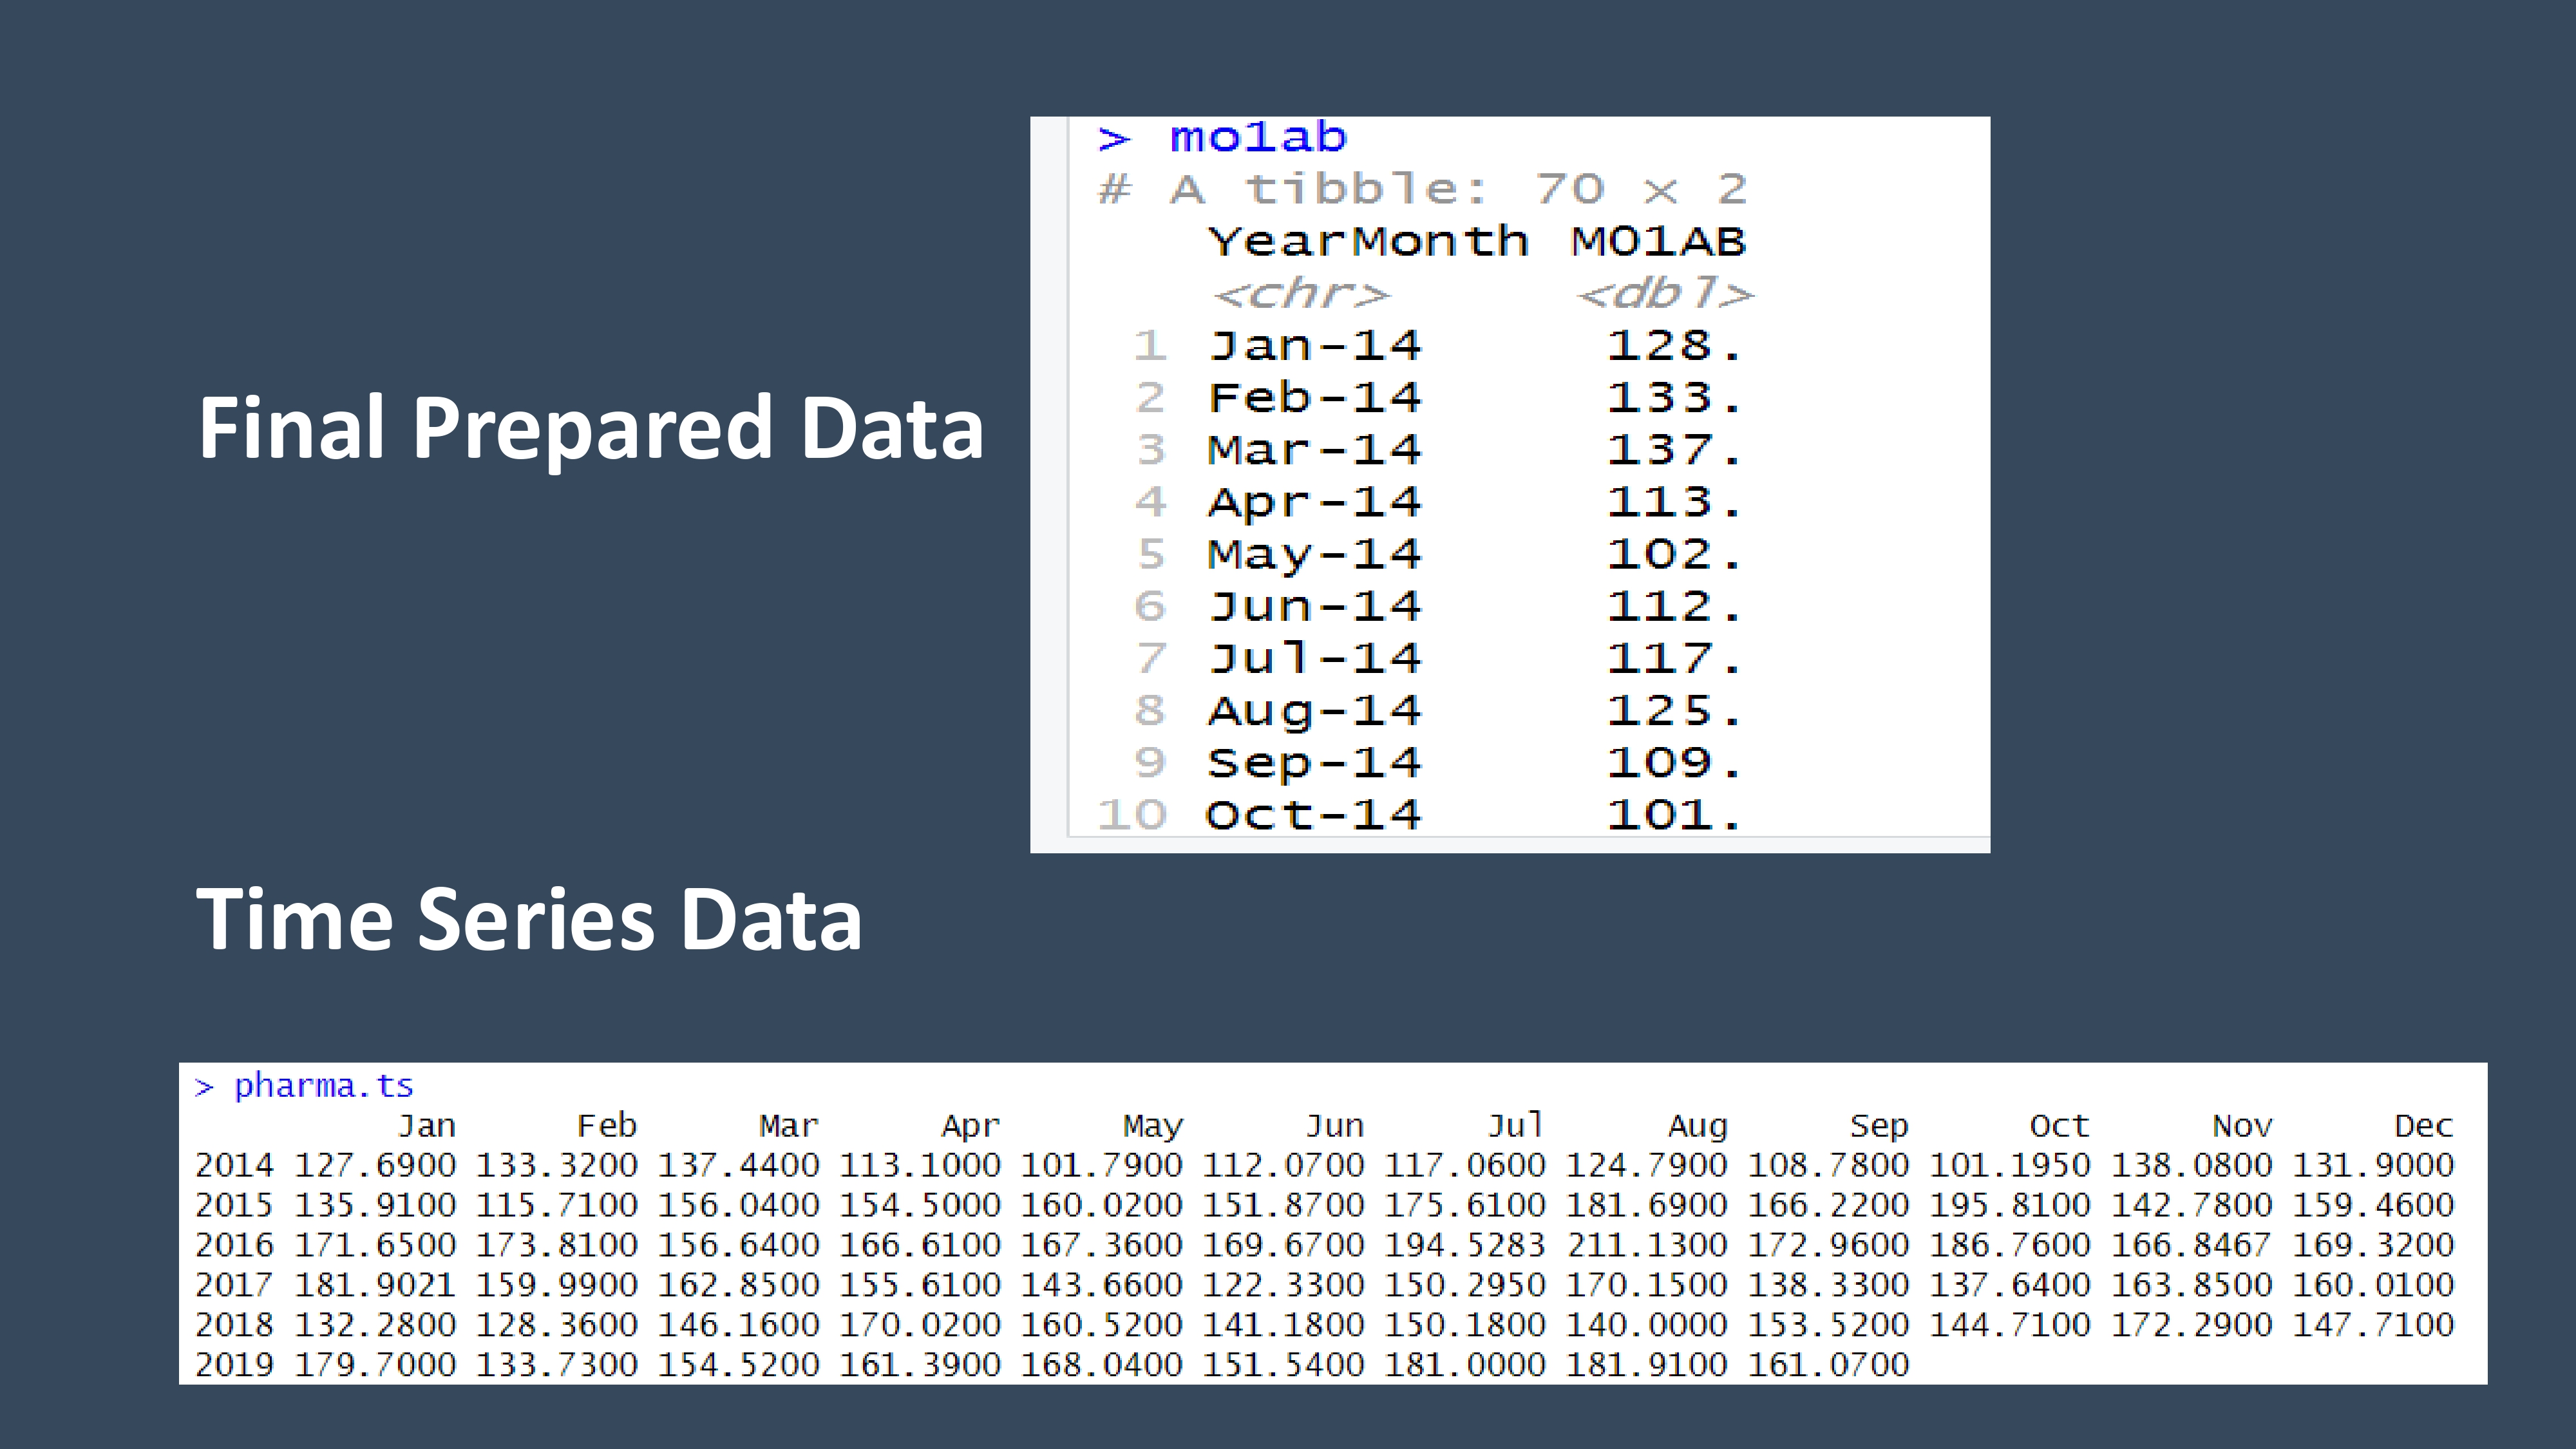 Final Prepared Data
> mo1ab
# A tibble: 70 x 2
YearMonth M01AB
<chr> <dbl>
1 Jan-14 128.
2 Feb-14 133.
3 Mar-14 137.
4 Apr-14 113.
5 May-14 102.
6 Jun-14 112.
7 Jul-14 117.
8 Aug-14 125.
9 Sep-14 109.
10 Oct-14 101.
Time Series Data
> pharma.ts
Jan Feb Mar Apr May Jun Jul Aug Sep Oct Nov Dec
2014 127.6900 133.3200 137.4400 113.1000 101.7900 112.0700 117.0600 124.7900 108.7800 101.1950 138.0800 131.9000
2015 135.9100 115.7100 156.0400 154.5000 160.0200 151.8700 175.6100 181.6900 166.2200 195.8100 142.7800 159.4600
2016 171.6500 173.8100 156.6400 166.6100 167.3600 169.6700 194.5283 211.1300 172.9600 186.7600 166.8467 169.3200
2017 181.9021 159.9900 162.8500 155.6100 143.6600 122.3300 150.2950 170.1500 138.3300 137.6400 163.8500 160.0100
2018 132.2800 128.3600 146.1600 170.0200 160.5200 141.1800 150.1800 140.0000 153.5200 144.7100 172.2900 147.7100
2019 179.7000 133.7300 154.5200 161.3900 168.0400 151.5400 181.0000 181.9100 161.0700